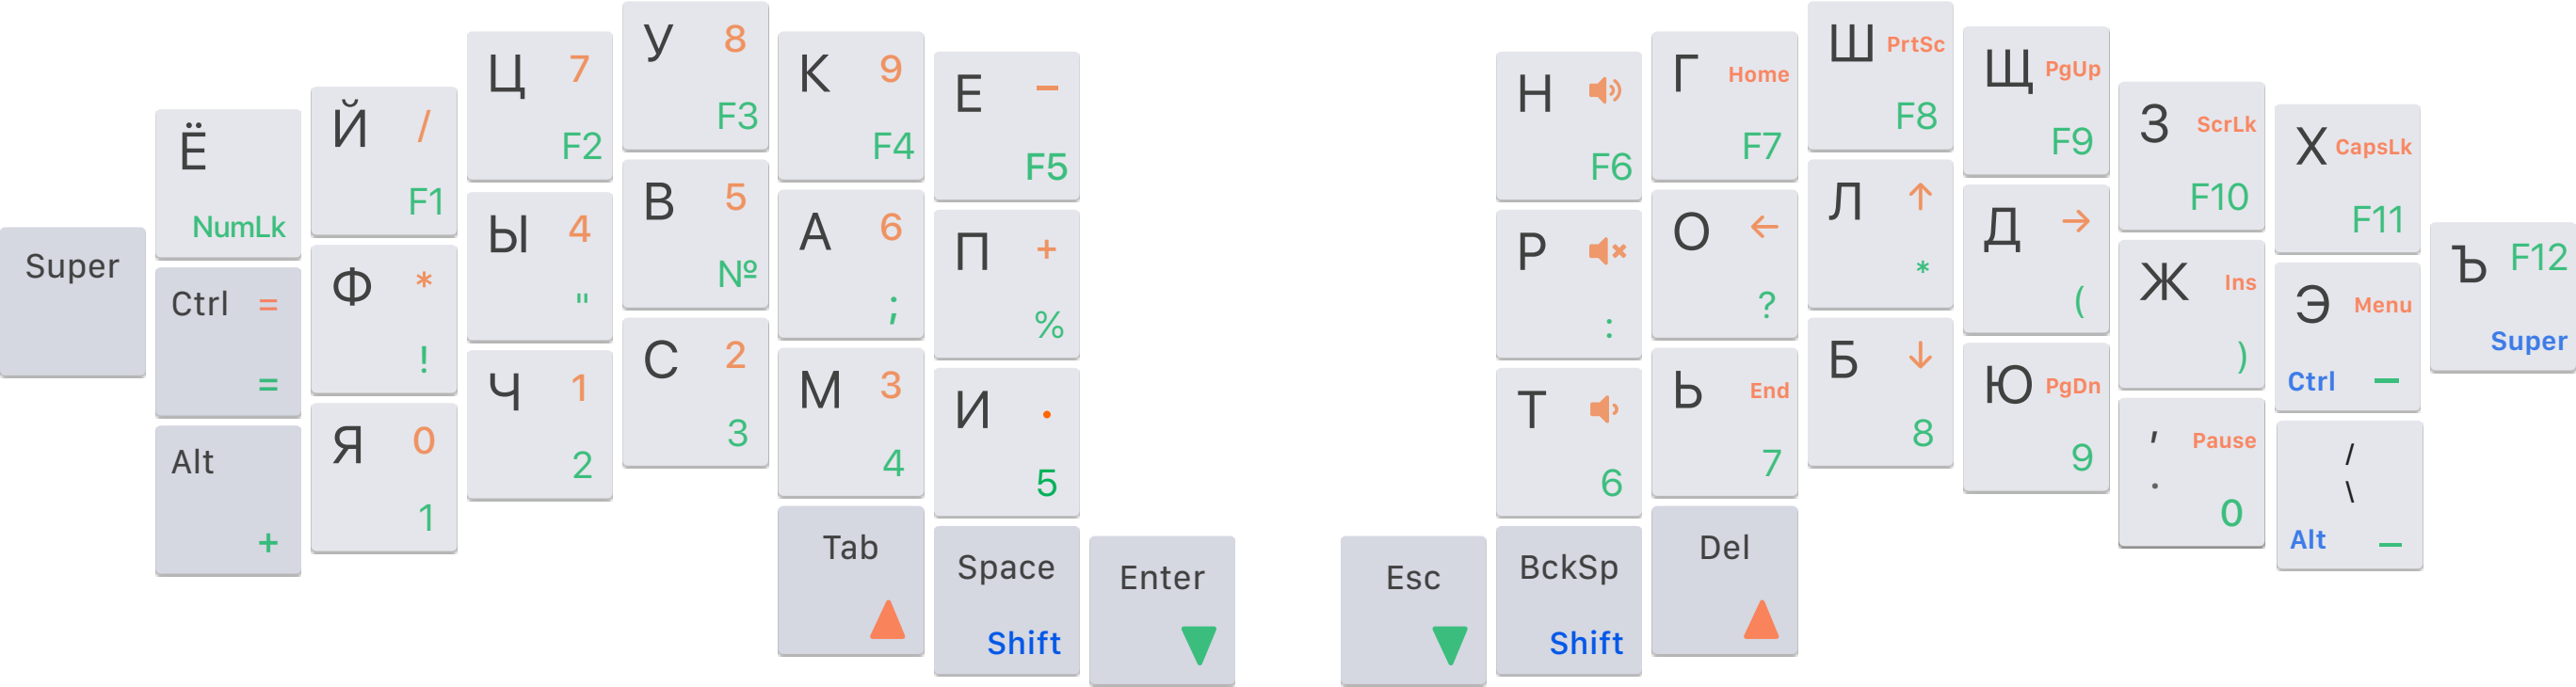 Super
Ё
NumLk
Ctrl =
=
Alt
+
Й /
F1
Ф *
!
Я 0
1
Ц 7
F2
Ы 4
"
Ч 1
2
У 8
F3
В 5
№
С 2
3
К 9
F4
А 6
;
М 3
4
Tab
Е −
F5
П +
%
И .
5
Space
Shift
Enter
Esc
Н
F6
Р
:
Т
6
BckSp
Shift
Г Home
F7
О ←
?
Ь End
7
Del
Ш PrtSc
F8
Л ↑
*
Б ↓
8
Щ PgUp
F9
Д →
(
Ю PgDn
9
З ScrLk
F10
Ж Ins
)
, Pause
.
0
Х CapsLk
F11
Э Menu
Ctrl −
/
\
Alt _
Ъ F12
Super